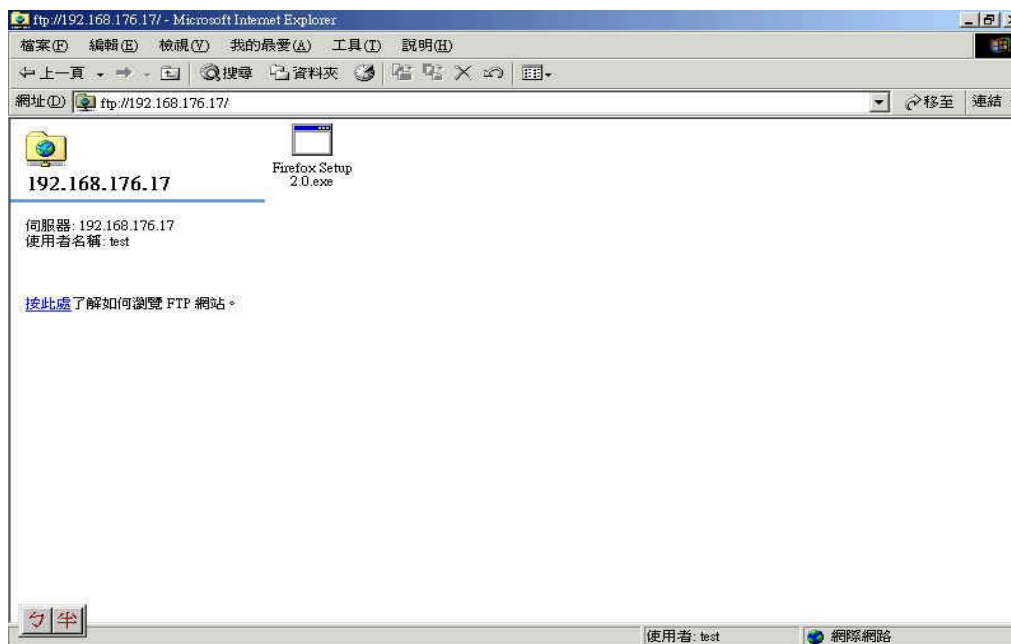 ftp://192.168.176.17/ - Microsoft Internet Explorer
檔案(F) 編輯(E) 檢視(V) 我的最愛(A) 工具(T) 說明(H)
上一頁 搜尋 資料夾
網址(D) ftp://192.168.176.17/ 移至 連結
192.168.176.17
Firefox Setup
2.0.exe
伺服器: 192.168.176.17
使用者名稱: test
按此處了解如何瀏覽 FTP 網站。
ㄅ 半
使用者: test 網際網路